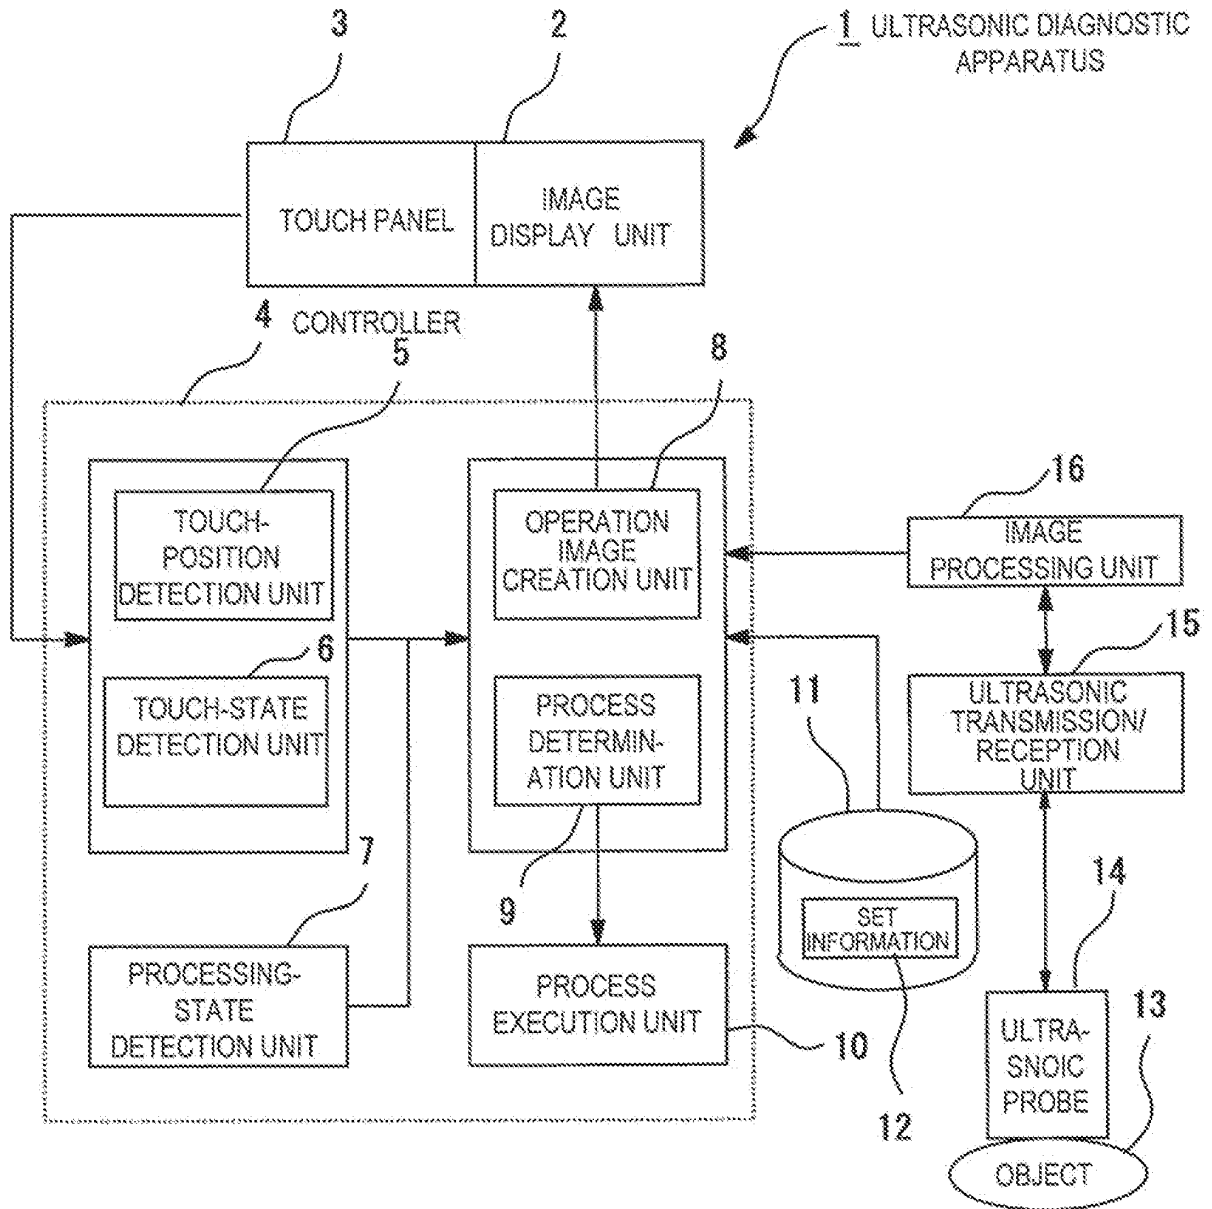 3
2
1 ULTRASONIC DIAGNOSTIC
APPARATUS
TOUCH PANEL
IMAGE
DISPLAY UNIT
4 CONTROLLER
5
8
TOUCH-
POSITION
DETECTION UNIT
OPERATION
IMAGE
CREATION UNIT
16
IMAGE
PROCESSING UNIT
6
TOUCH-STATE
DETECTION UNIT
PROCESS
DETERMIN-
ATION UNIT
11
15
ULTRASONIC
TRANSMISSION/
RECEPTION
UNIT
7
9
SET
INFORMATION
14
PROCESSING-
STATE
DETECTION UNIT
PROCESS
EXECUTION UNIT
10
12
13
ULTRA-
SNOIC
PROBE
OBJECT